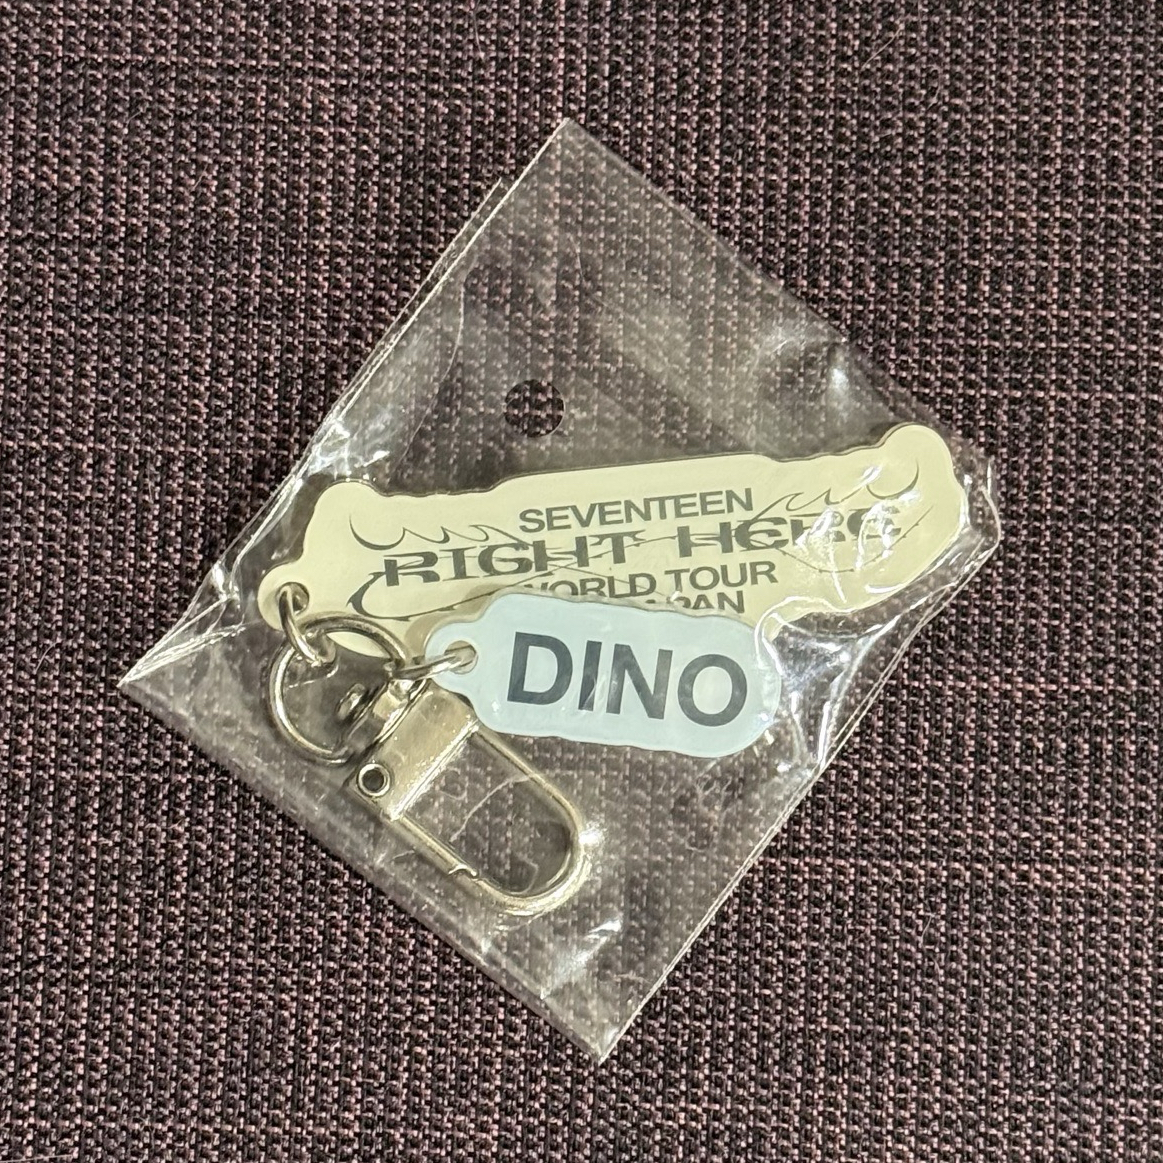 SEVENTEEN
RIGHT HERE
WORLD TOUR
DINO